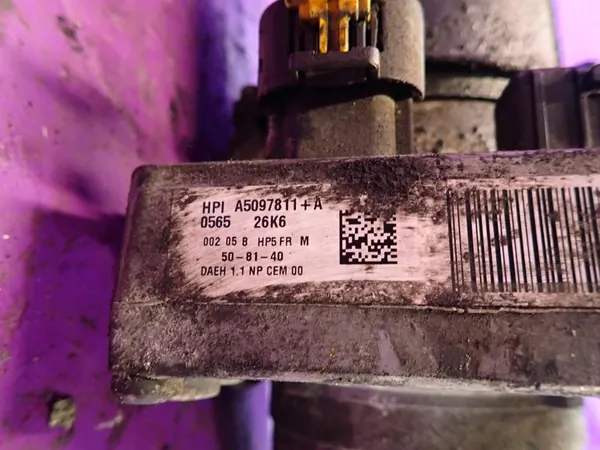 HPI A5097811+A
0565 26K6
002 05 B HP5 FR M
50-81-40
DAEH 1.1 NP CEM 00